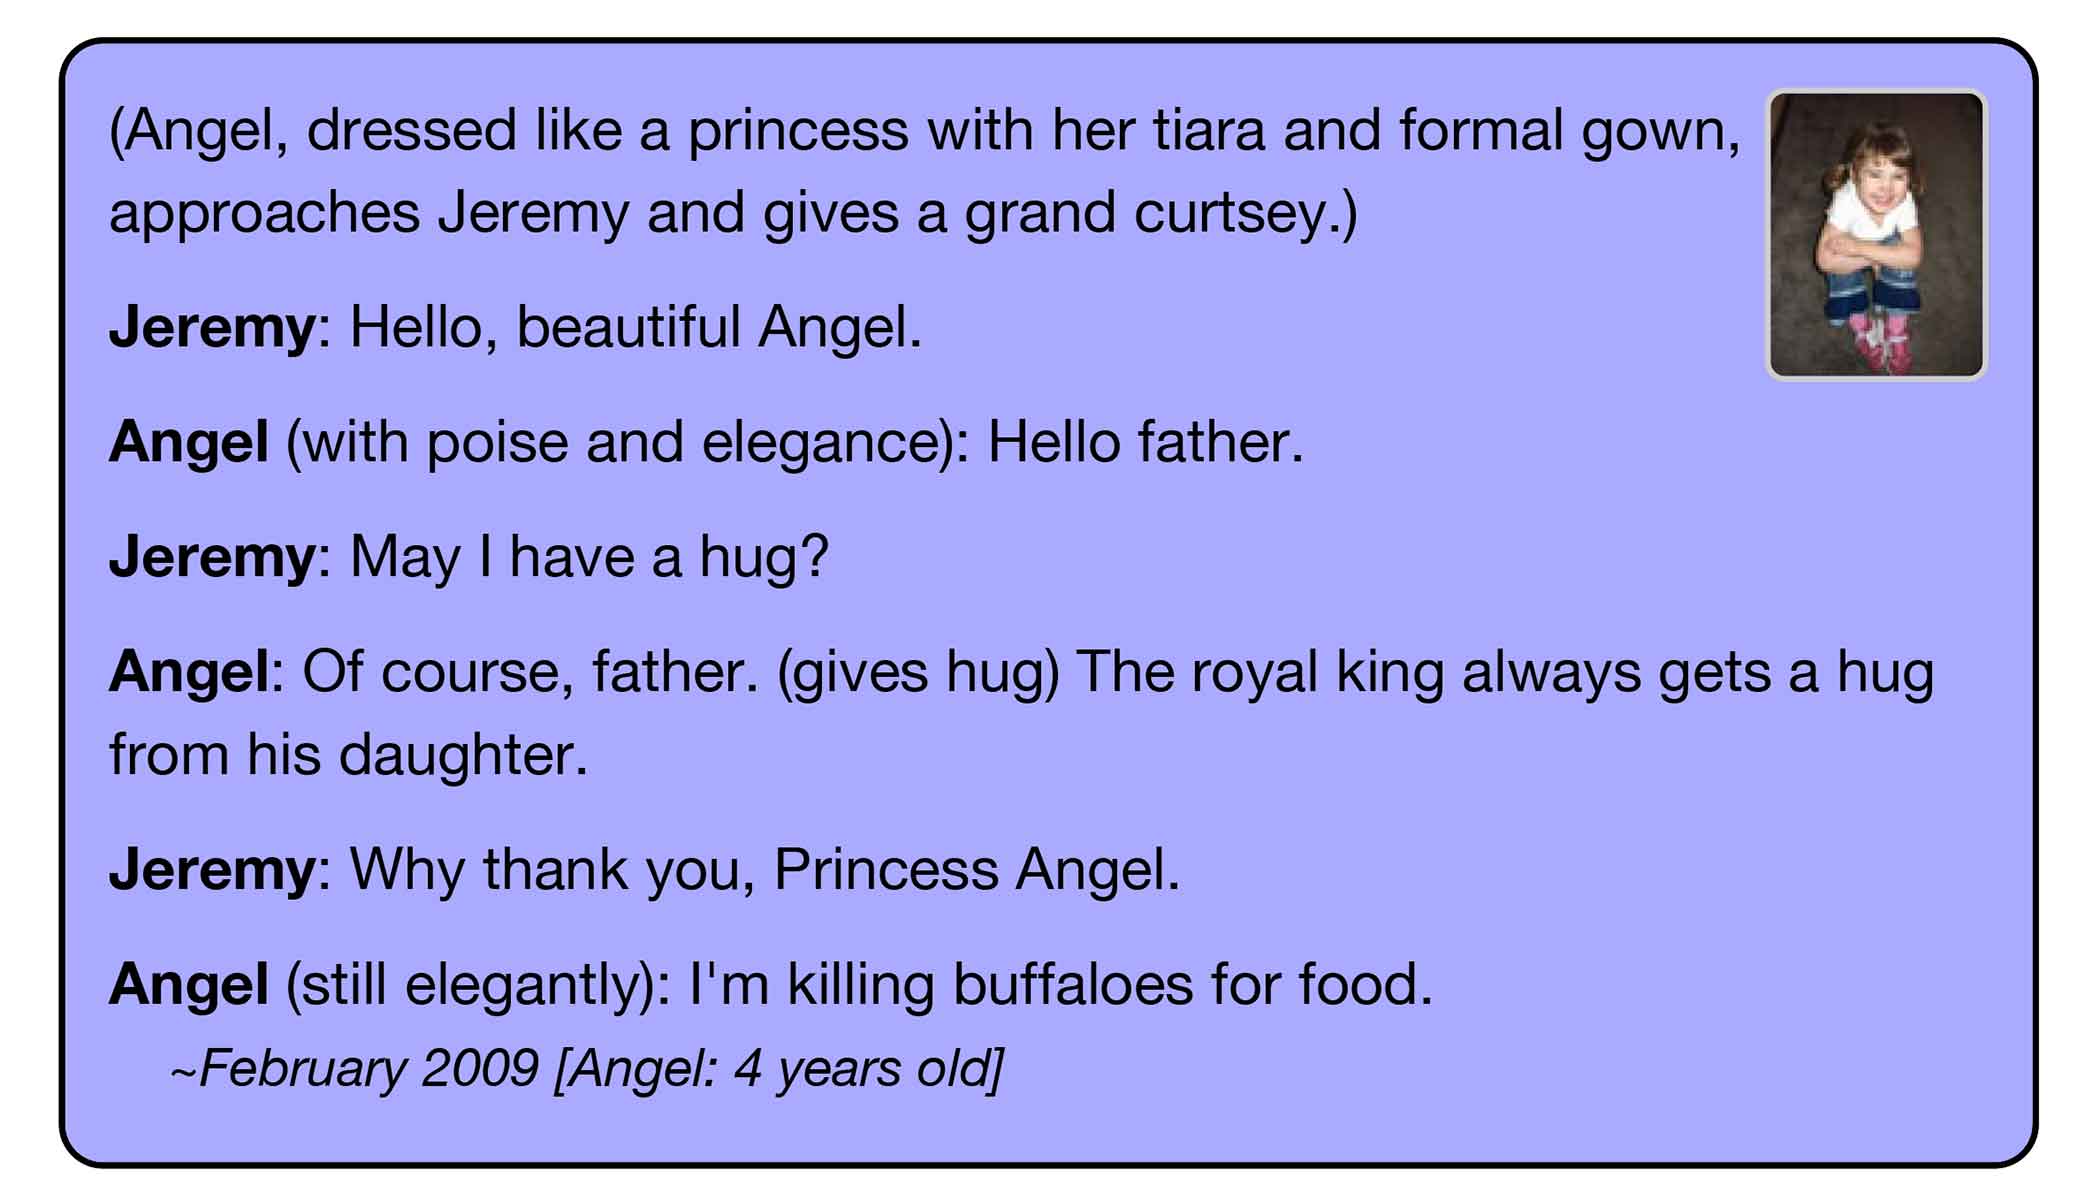 (Angel, dressed like a princess with her tiara and formal gown,
approaches Jeremy and gives a grand curtsey.)
Jeremy: Hello, beautiful Angel.
Angel (with poise and elegance): Hello father.
Jeremy: May I have a hug?
Angel: Of course, father. (gives hug) The royal king always gets a hug
from his daughter.
Jeremy: Why thank you, Princess Angel.
Angel (still elegantly): I'm killing buffaloes for food.
~February 2009 [Angel: 4 years old]